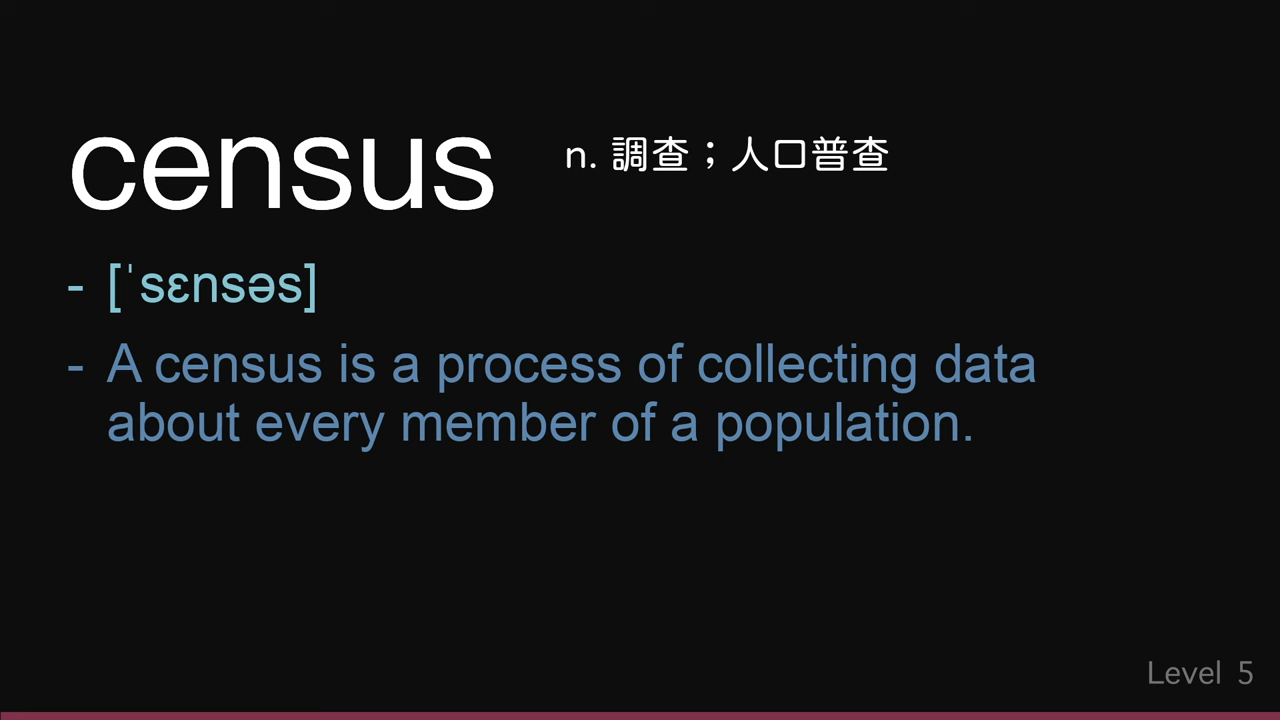 census n. 調查；人口普查
- [ˈsɛnsəs]
- A census is a process of collecting data
about every member of a population.
Level 5